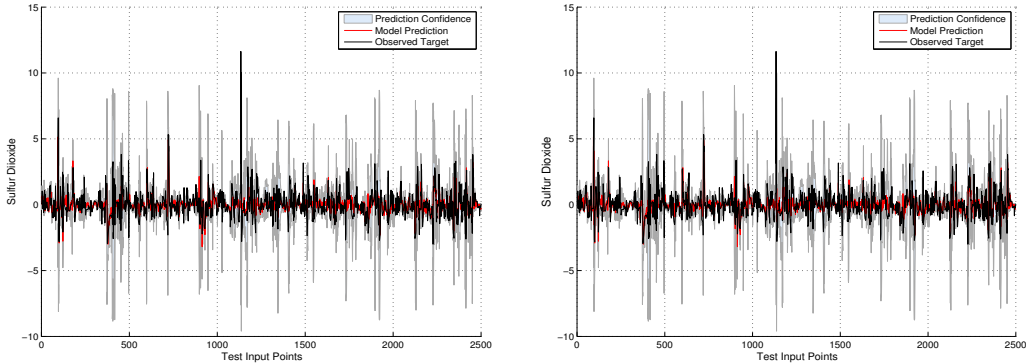 15
10
5
0
−5
−10
Sulfur Diioxide
0 500 1000 1500 2000 2500
Test Input Points
Prediction Confidence
Model Prediction
Observed Target
15
10
5
0
−5
−10
Sulfur Diioxide
0 500 1000 1500 2000 2500
Test Input Points
Prediction Confidence
Model Prediction
Observed Target